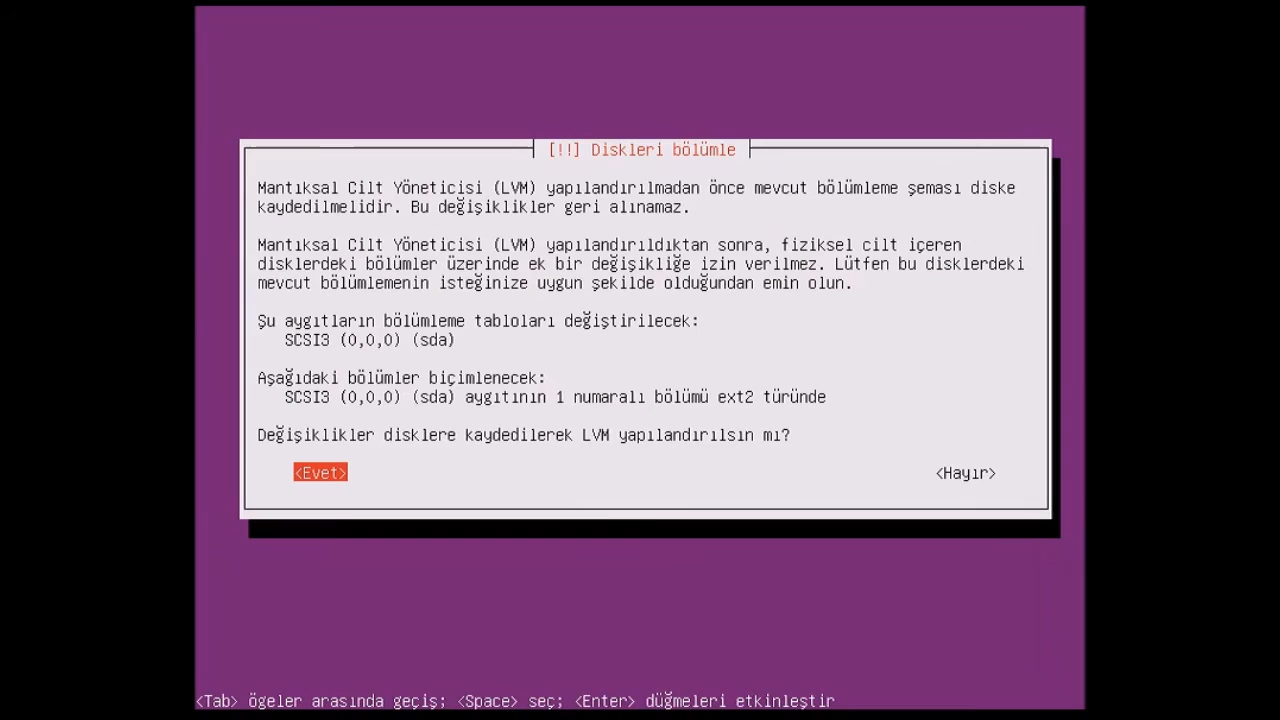 [!!] Diskleri bölümle
Mantıksal Cilt Yöneticisi (LVM) yapılandırılmadan önce mevcut bölümleme şeması diske
kaydedilmelidir. Bu değişiklikler geri alınamaz.
Mantıksal Cilt Yöneticisi (LVM) yapılandırıldıktan sonra, fiziksel cilt içeren
disklerdeki bölümler üzerinde ek bir değişikliğe izin verilmez. Lütfen bu disklerdeki
mevcut bölümlemenin isteğinize uygun şekilde olduğundan emin olun.
Şu aygıtların bölümleme tabloları değiştirilecek:
SCSI3 (0,0,0) (sda)
Aşağıdaki bölümler biçimlenecek:
SCSI3 (0,0,0) (sda) aygıtının 1 numaralı bölümü ext2 türünde
Değişiklikler disklere kaydedilerek LVM yapılandırılsın mı?
<Evet> <Hayır>
<Tab> ögeler arasında geçiş; <Space> seç; <Enter> düğmeleri etkinleştir